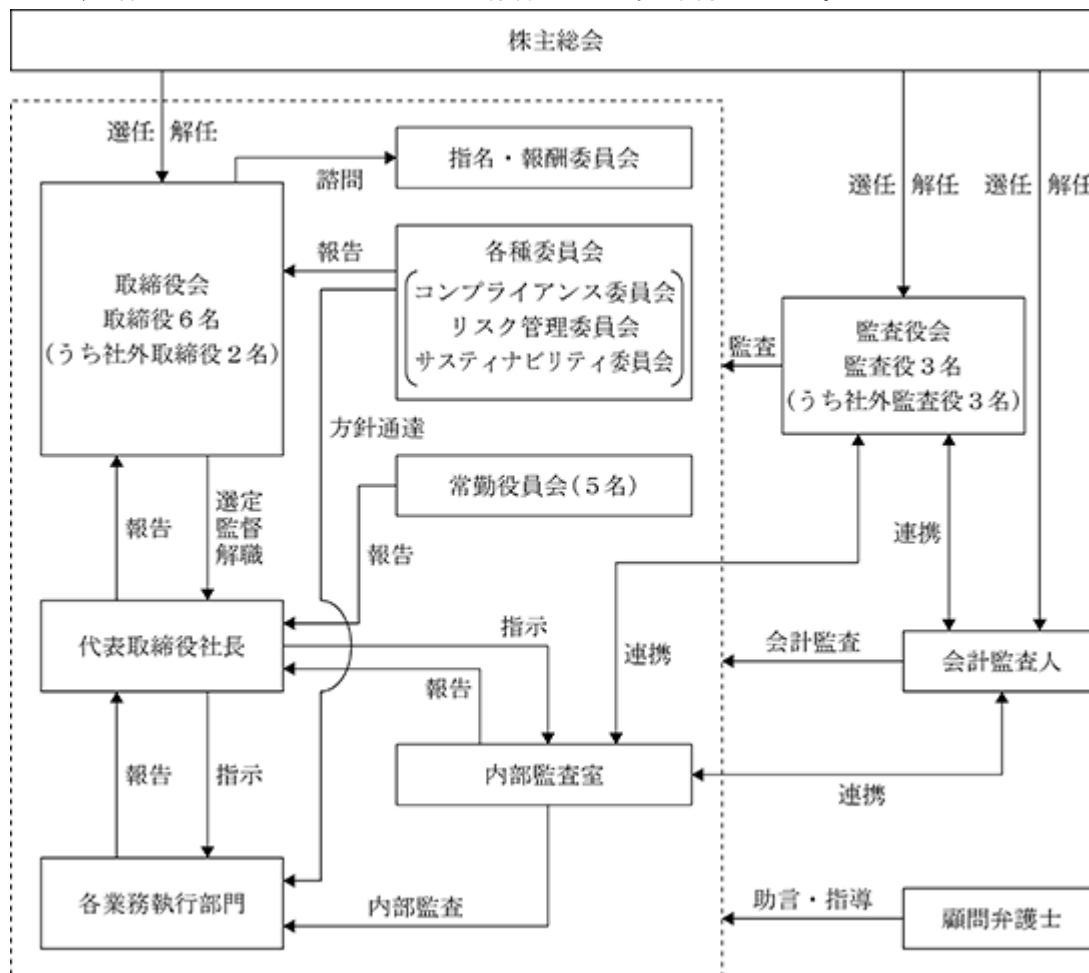 株主総会
選任 解任
指名・報酬委員会
諮問
選任 解任
選任 解任
報告
各種委員会
コンプライアンス委員会
リスク管理委員会
サスティナビリティ委員会
取締役会
取締役6名
(うち社外取締役2名)
監査
監査役会
監査役3名
(うち社外監査役3名)
方針通達
常勤役員会(5名)
報告
選定
監督
解職
報告
連携
代表取締役社長
指示
連携
会計監査
会計監査人
報告
報告
指示
内部監査室
連携
各業務執行部門
内部監査
助言・指導
顧問弁護士